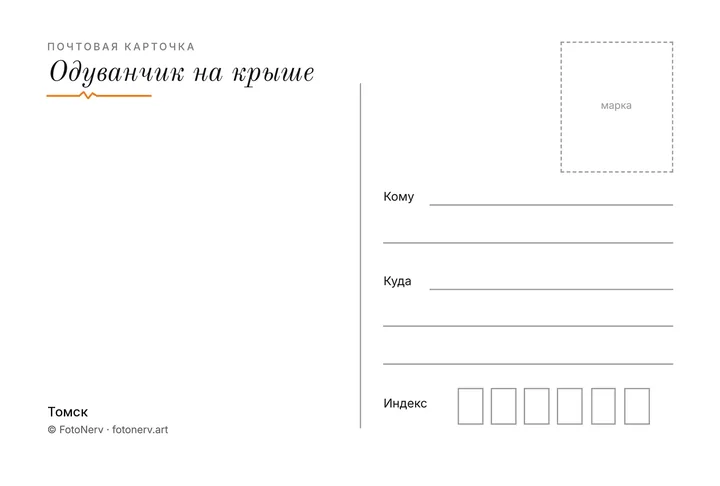 ПОЧТОВАЯ КАРТОЧКА
Одуванчик на крыше
марка
Кому
Куда
Индекс
Томск
© FotoNerv · fotonerv.art